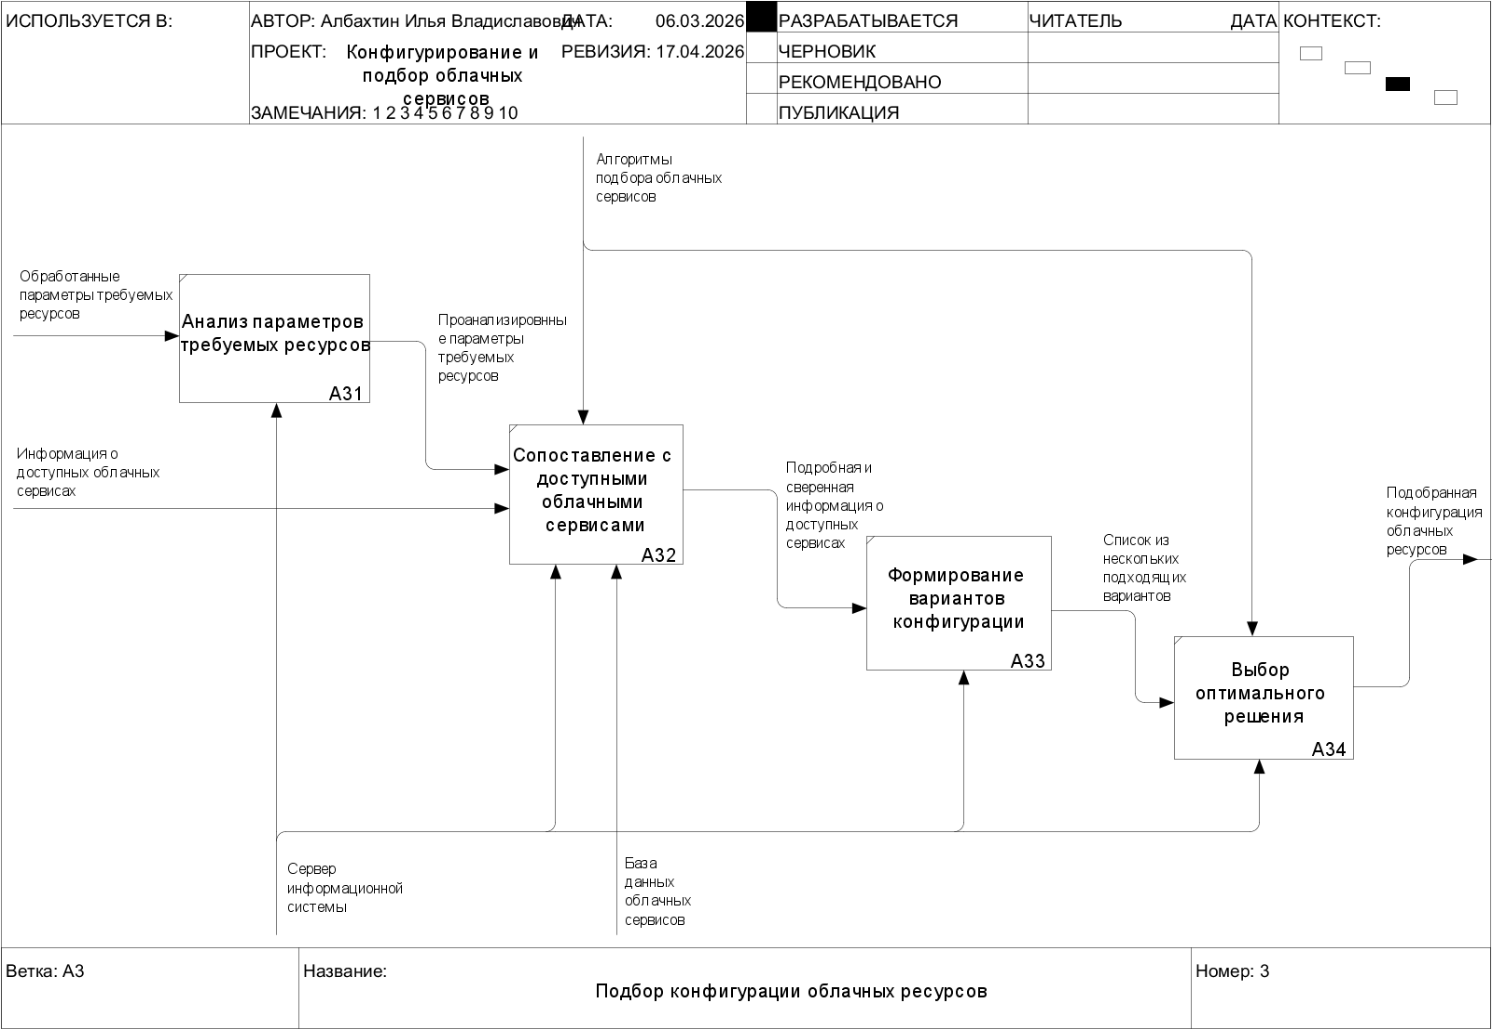 ИСПОЛЬЗУЕТСЯ В:
АВТОР: Албахтин Илья Владиславович
ДАТА: 06.03.2026
ПРОЕКТ: Конфигурирование и
подбор облачных
сервисов
РЕВИЗИЯ: 17.04.2026
ЗАМЕЧАНИЯ: 1 2 3 4 5 6 7 8 9 10
РАЗРАБАТЫВАЕТСЯ
ЧЕРНОВИК
РЕКОМЕНДОВАНО
ПУБЛИКАЦИЯ
ЧИТАТЕЛЬ
ДАТА
КОНТЕКСТ:
Алгоритмы
подбора облачных
сервисов
Обработанные
параметры требуемых
ресурсов
Анализ параметров
требуемых ресурсов
А31
Проанализировнны
е параметры
требуемых
ресурсов
Информация о
доступных облачных
сервисах
Сопоставление с
доступными
облачными
сервисами
А32
Подробная и
сверенная
информация о
доступных
сервисах
Формирование
вариантов
конфигурации
А33
Список из
нескольких
подходящих
вариантов
Подобранная
конфигурация
облачных
ресурсов
Выбор
оптимального
решения
А34
Сервер
информационной
системы
База
данных
облачных
сервисов
Ветка: А3
Название:
Подбор конфигурации облачных ресурсов
Номер: 3